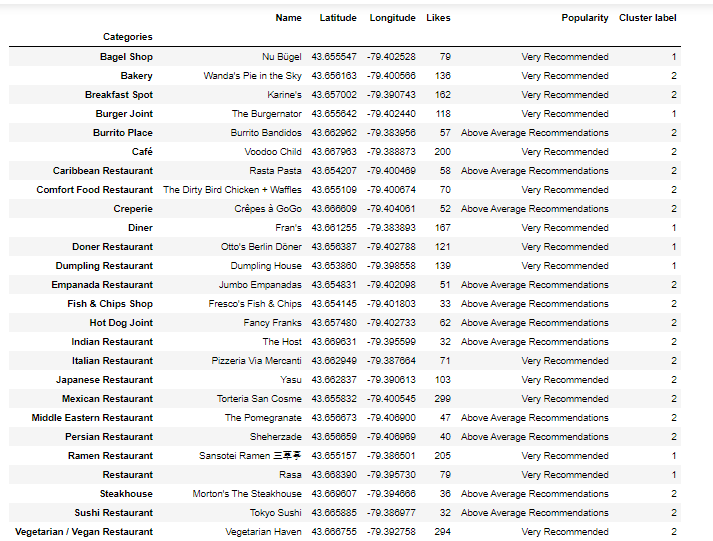 Name Latitude Longitude Likes Popularity Cluster label
Categories
Bagel Shop Nu Bügel 43.655547 -79.402528 79 Very Recommended 1
Bakery Wanda's Pie in the Sky 43.656163 -79.400566 136 Very Recommended 2
Breakfast Spot Karine's 43.657002 -79.390743 162 Very Recommended 2
Burger Joint The Burgernator 43.655642 -79.402440 118 Very Recommended 1
Burrito Place Burrito Bandidos 43.662962 -79.383956 57 Above Average Recommendations 2
Café Voodoo Child 43.667963 -79.388873 200 Very Recommended 2
Caribbean Restaurant Rasta Pasta 43.654207 -79.400469 58 Above Average Recommendations 2
Comfort Food Restaurant The Dirty Bird Chicken + Waffles 43.655109 -79.400674 70 Very Recommended 2
Creperie Crêpes à GoGo 43.666609 -79.404061 52 Above Average Recommendations 2
Diner Fran's 43.661255 -79.383893 167 Very Recommended 1
Doner Restaurant Otto's Berlin Döner 43.656387 -79.402788 121 Very Recommended 1
Dumpling Restaurant Dumpling House 43.653860 -79.398558 139 Very Recommended 1
Empanada Restaurant Jumbo Empanadas 43.654831 -79.402098 51 Above Average Recommendations 2
Fish & Chips Shop Fresco's Fish & Chips 43.654145 -79.401803 33 Above Average Recommendations 2
Hot Dog Joint Fancy Franks 43.657480 -79.402733 62 Above Average Recommendations 2
Indian Restaurant The Host 43.669631 -79.395599 32 Above Average Recommendations 2
Italian Restaurant Pizzeria Via Mercanti 43.662949 -79.387664 71 Very Recommended 2
Japanese Restaurant Yasu 43.662837 -79.390613 103 Very Recommended 2
Mexican Restaurant Torteria San Cosme 43.655832 -79.400545 299 Very Recommended 2
Middle Eastern Restaurant The Pomegranate 43.656673 -79.406900 47 Above Average Recommendations 2
Persian Restaurant Sheherzade 43.656659 -79.406969 40 Above Average Recommendations 2
Ramen Restaurant Sansotei Ramen 三草亭 43.655157 -79.386501 205 Very Recommended 1
Restaurant Rasa 43.668390 -79.395730 79 Very Recommended 1
Steakhouse Morton's The Steakhouse 43.669607 -79.394666 36 Above Average Recommendations 2
Sushi Restaurant Tokyo Sushi 43.665885 -79.386977 32 Above Average Recommendations 2
Vegetarian / Vegan Restaurant Vegetarian Haven 43.666755 -79.392758 294 Very Recommended 2